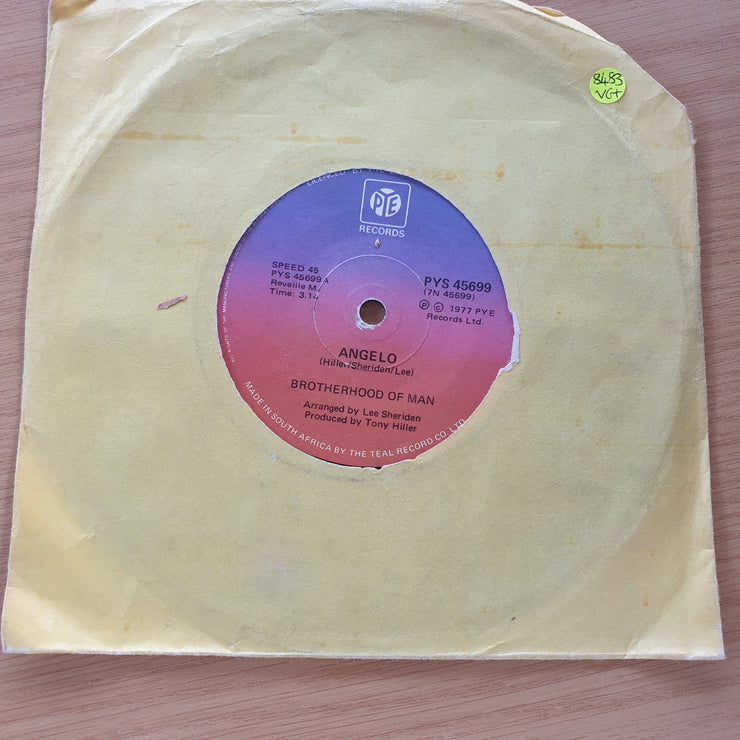 8483
VG+
LICENCED BY
PYE
RECORDS
SPEED 45
PYS 45699 A
Reveille M.
Time: 3.14
PYS 45699
(7N 45699)
Ⓟ © 1977 PYE
Records Ltd.
ANGELO
(Hiller/Sheriden/Lee)
BROTHERHOOD OF MAN
Arranged by Lee Sheriden
Produced by Tony Hiller
MADE IN SOUTH AFRICA BY THE TEAL RECORD CO. LTD.